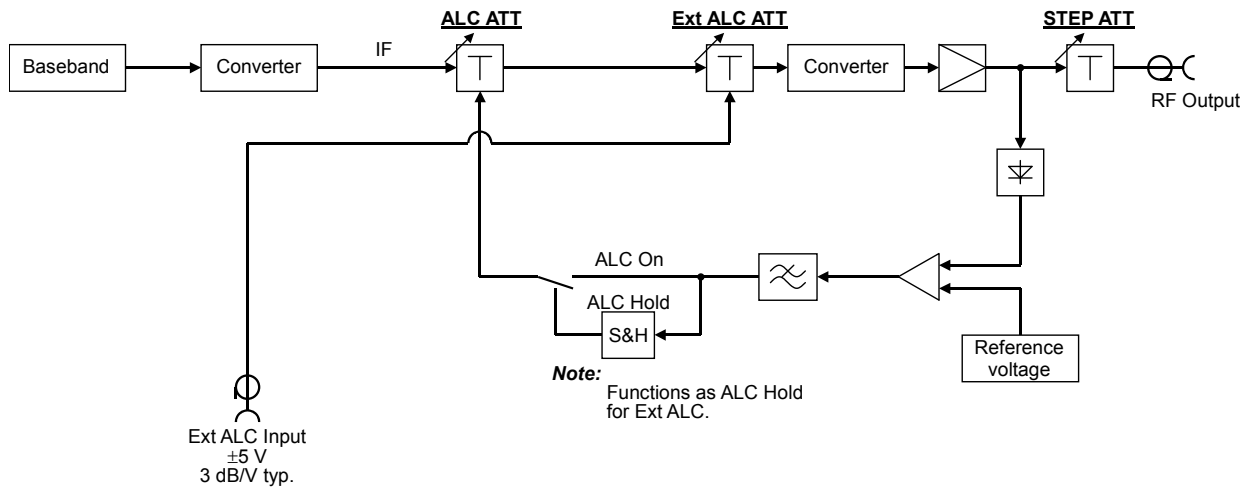 ALC ATT
Ext ALC ATT
STEP ATT
Baseband
Converter
IF
T
T
Converter
T
RF Output
ALC On
ALC Hold
S&H
Note:
Functions as ALC Hold
for Ext ALC.
Reference
voltage
Ext ALC Input
±5 V
3 dB/V typ.